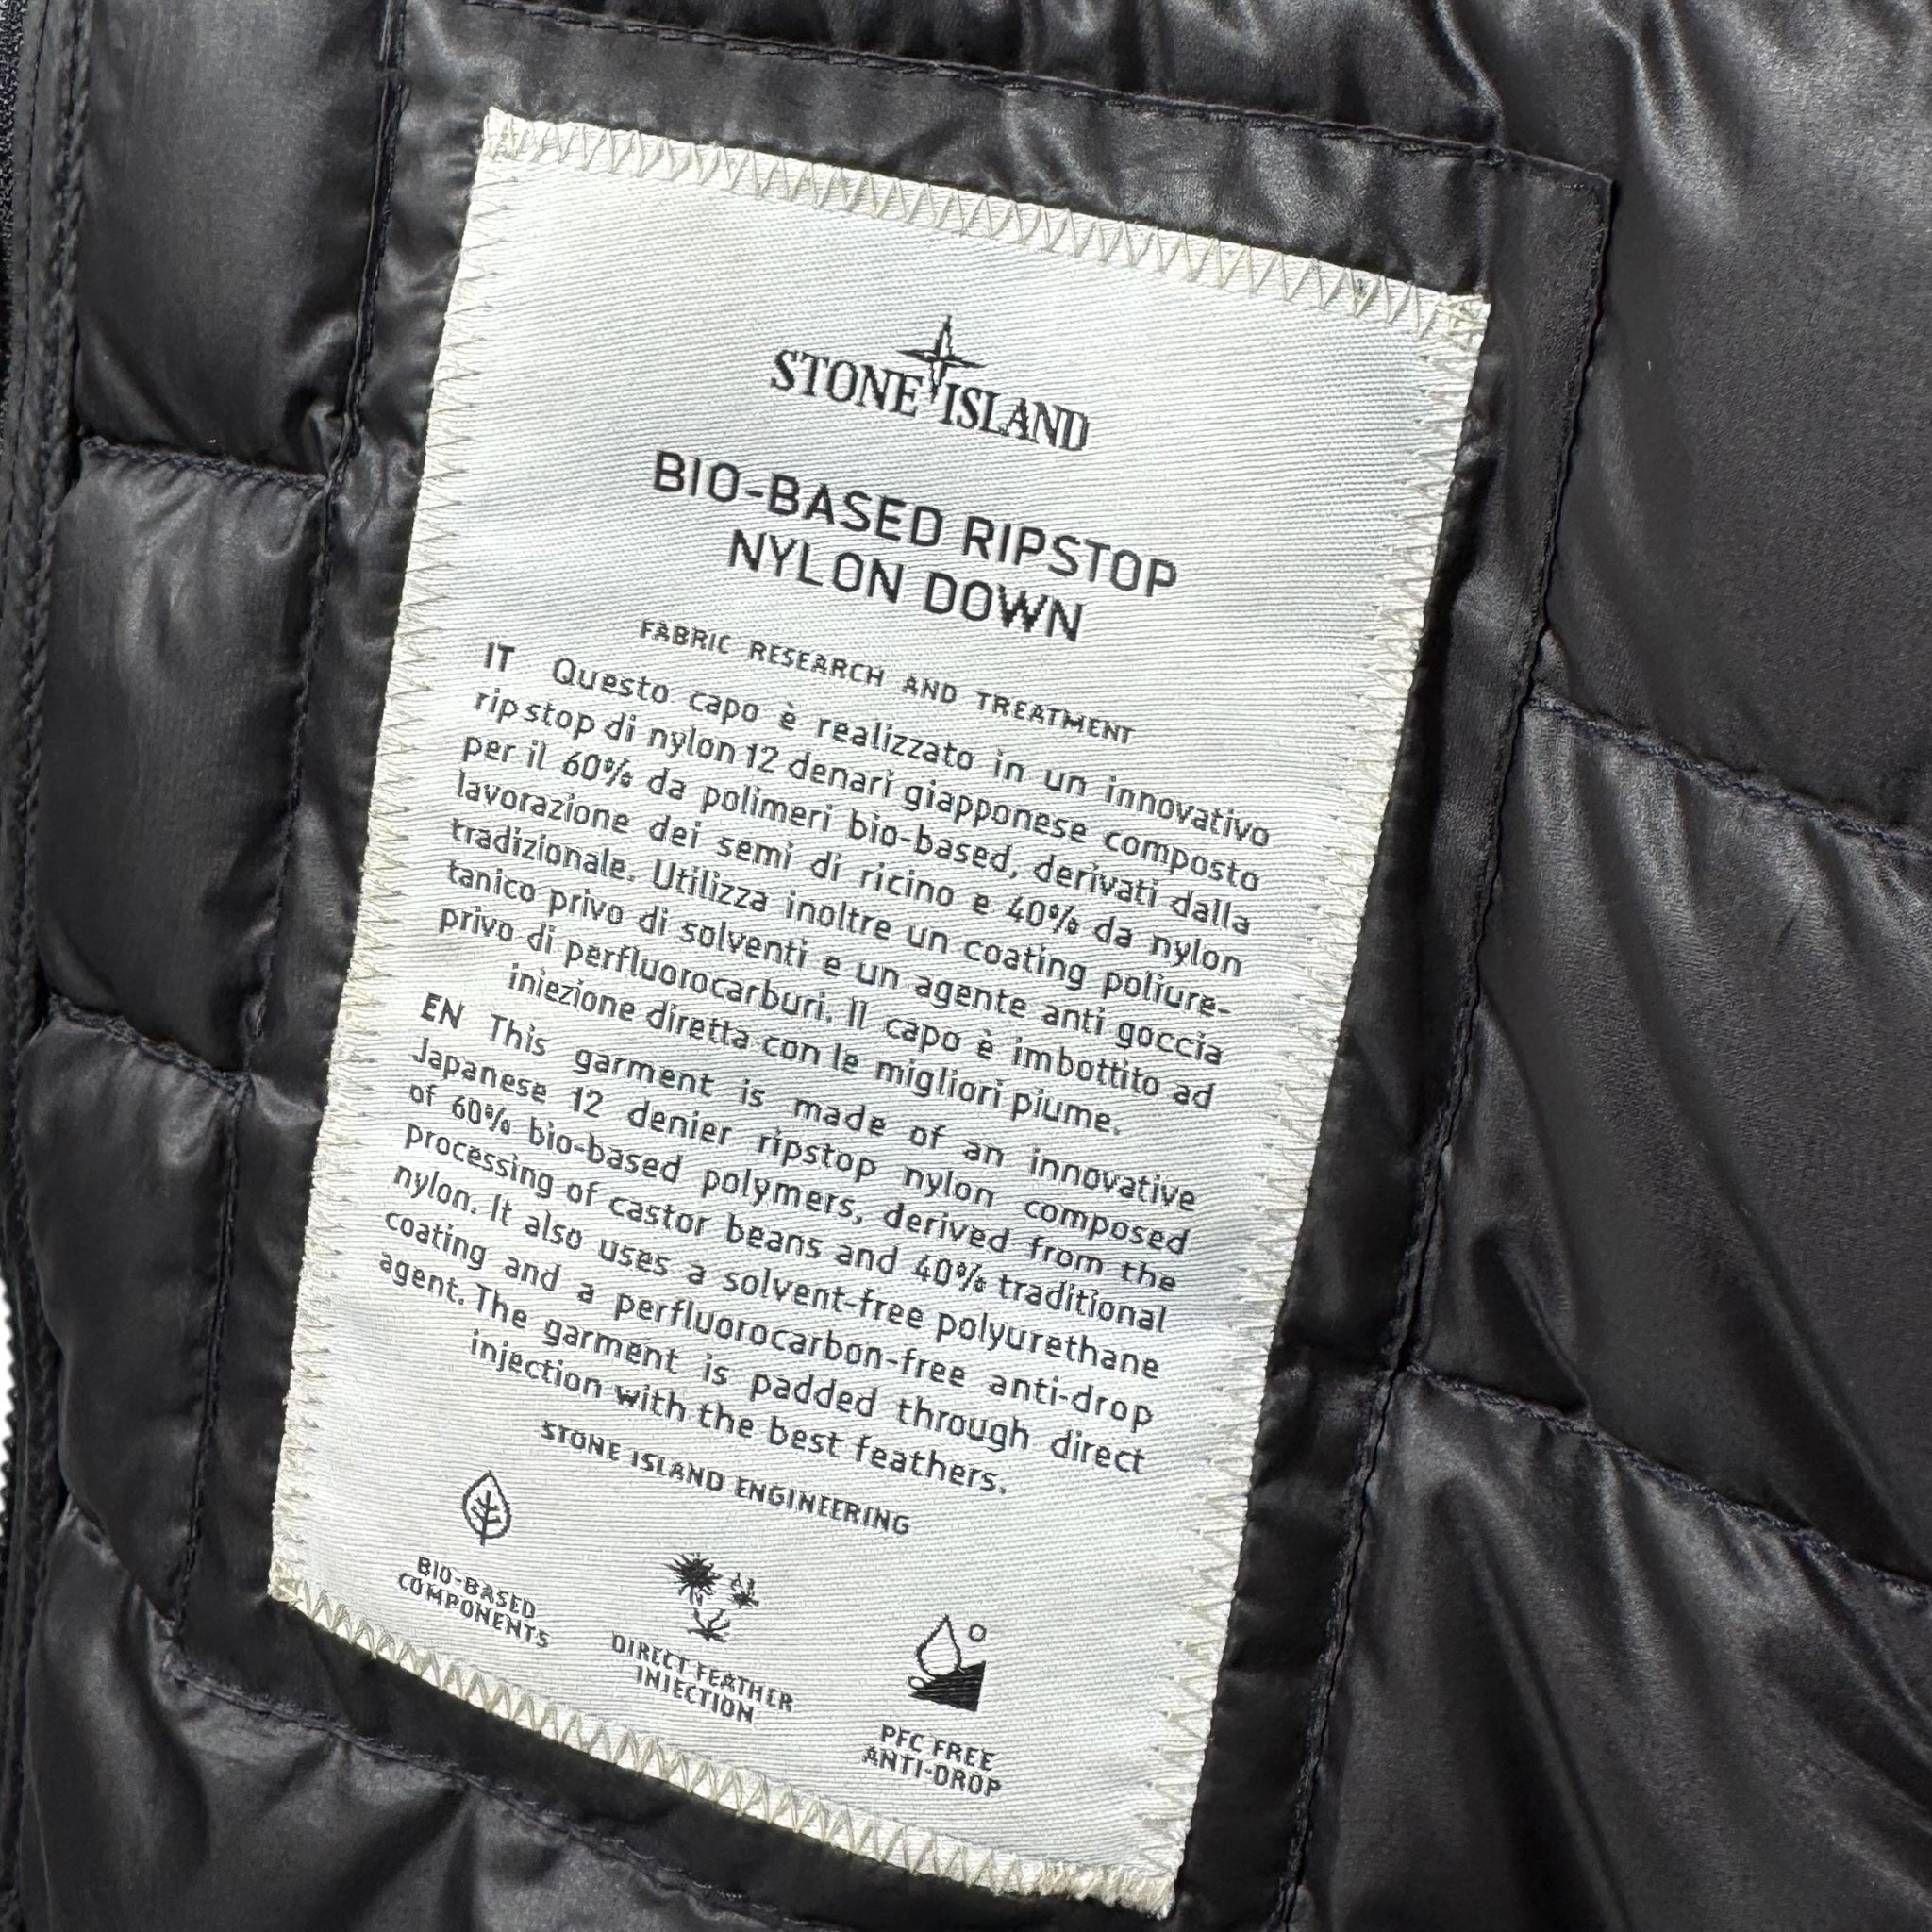 STONE ISLAND
BIO-BASED RIPSTOP
NYLON DOWN
FABRIC RESEARCH AND TREATMENT
IT Questo capo è realizzato in un innovativo
ripstop di nylon 12 denari giapponese composto
per il 60% da polimeri bio-based, derivati dalla
lavorazione dei semi di ricino e 40% da nylon
tradizionale. Utilizza inoltre un coating poliure-
tanico privo di solventi e un agente anti goccia
privo di perfluorocarburi. Il capo è imbottito ad
iniezione diretta con le migliori piume.
EN This garment is made of an innovative
Japanese 12 denier ripstop nylon composed
of 60% bio-based polymers, derived from the
processing of castor beans and 40% traditional
nylon. It also uses a solvent-free polyurethane
coating and a perfluorocarbon-free anti-drop
agent. The garment is padded through direct
injection with the best feathers.
STONE ISLAND ENGINEERING
BIO-BASED
COMPONENTS
DIRECT FEATHER
INJECTION
PFC FREE
ANTI-DROP